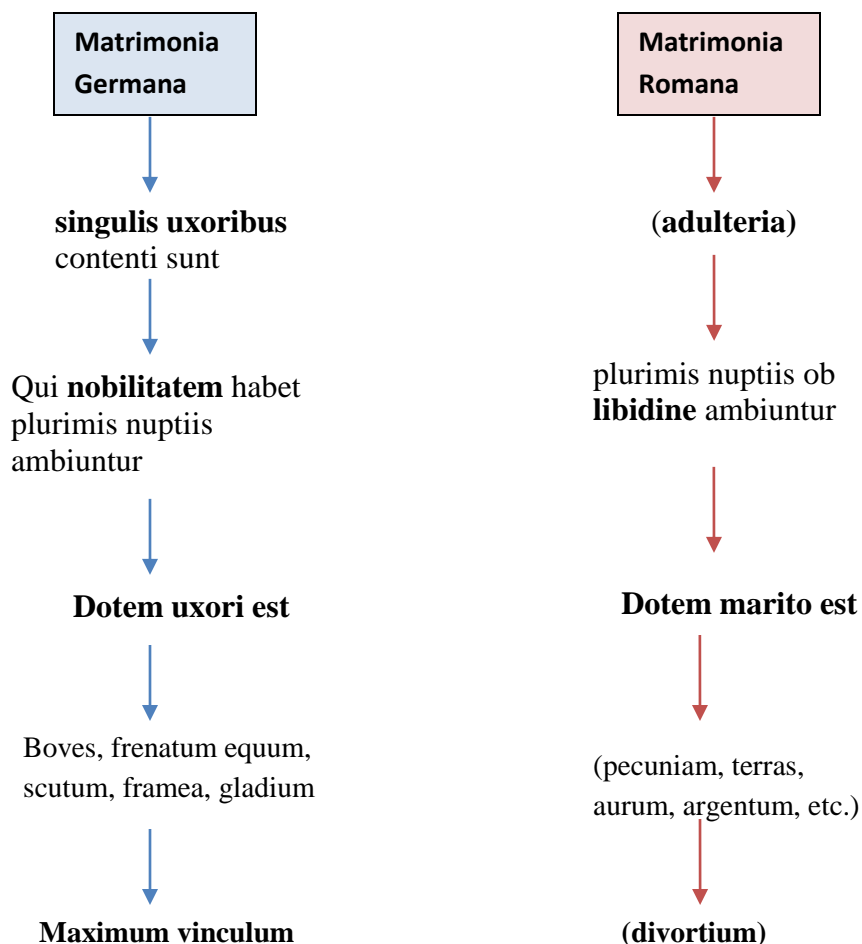 Matrimonia
Germana
singulis uxoribus
contenti sunt
Qui nobilitatem habet
plurimis nuptiis
ambiuntur
Dotem uxori est
Boves, frenatum equum,
scutum, framea, gladium
Maximum vinculum
Matrimonia
Romana
(adulteria)
plurimis nuptiis ob
libidine ambiuntur
Dotem marito est
(pecuniam, terras,
aurum, argentum, etc.)
(divortium)